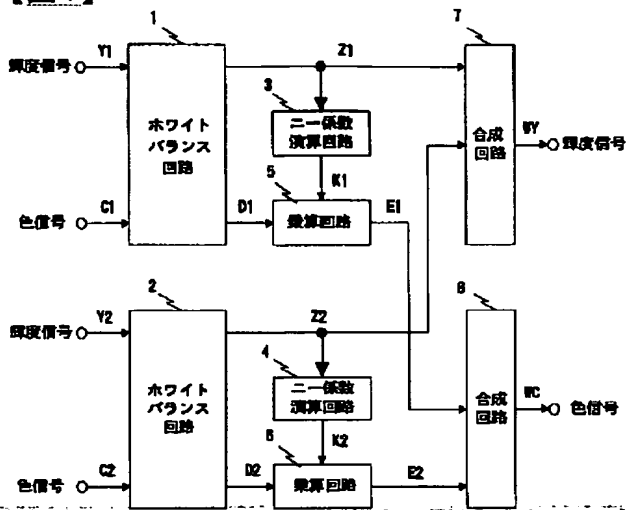 1
7
輝度信号
Y1
Z1
WY
輝度信号
3
ニー係数
演算回路
ホワイト
バランス
回路
合成
回路
K1
5
乗算回路
色信号
C1
D1
E1
2
8
輝度信号
Y2
Z2
4
ニー係数
演算回路
ホワイト
バランス
回路
合成
回路
WC
色信号
K2
6
乗算回路
色信号
C2
D2
E2